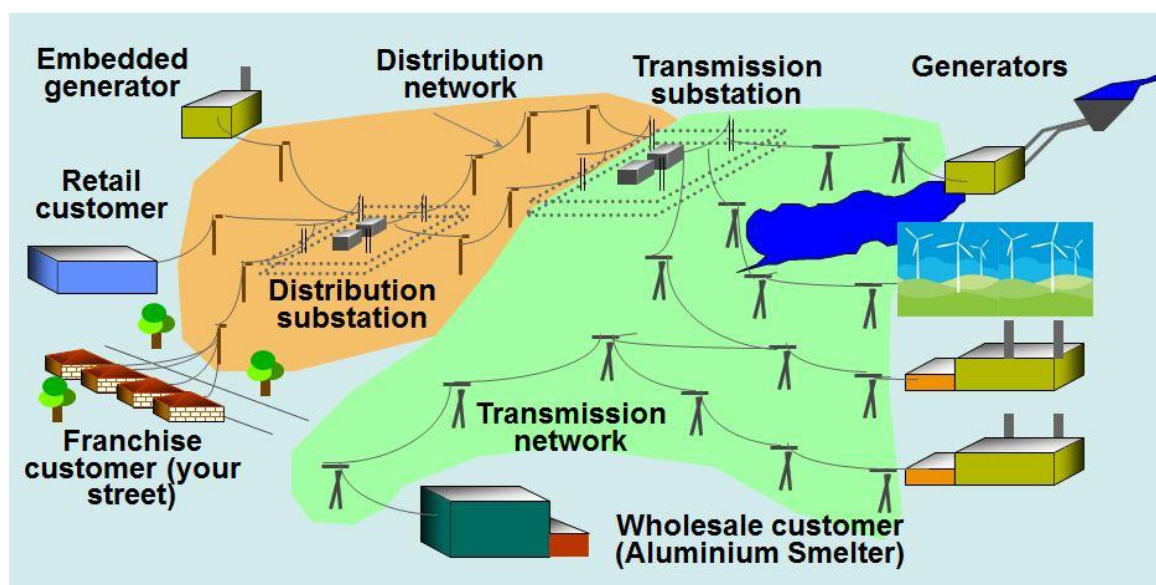 Embedded
generator
Distribution
network
Transmission
substation
Generators
Retail
customer
Distribution
substation
Transmission
network
Franchise
customer (your
street)
Wholesale customer
(Aluminium Smelter)